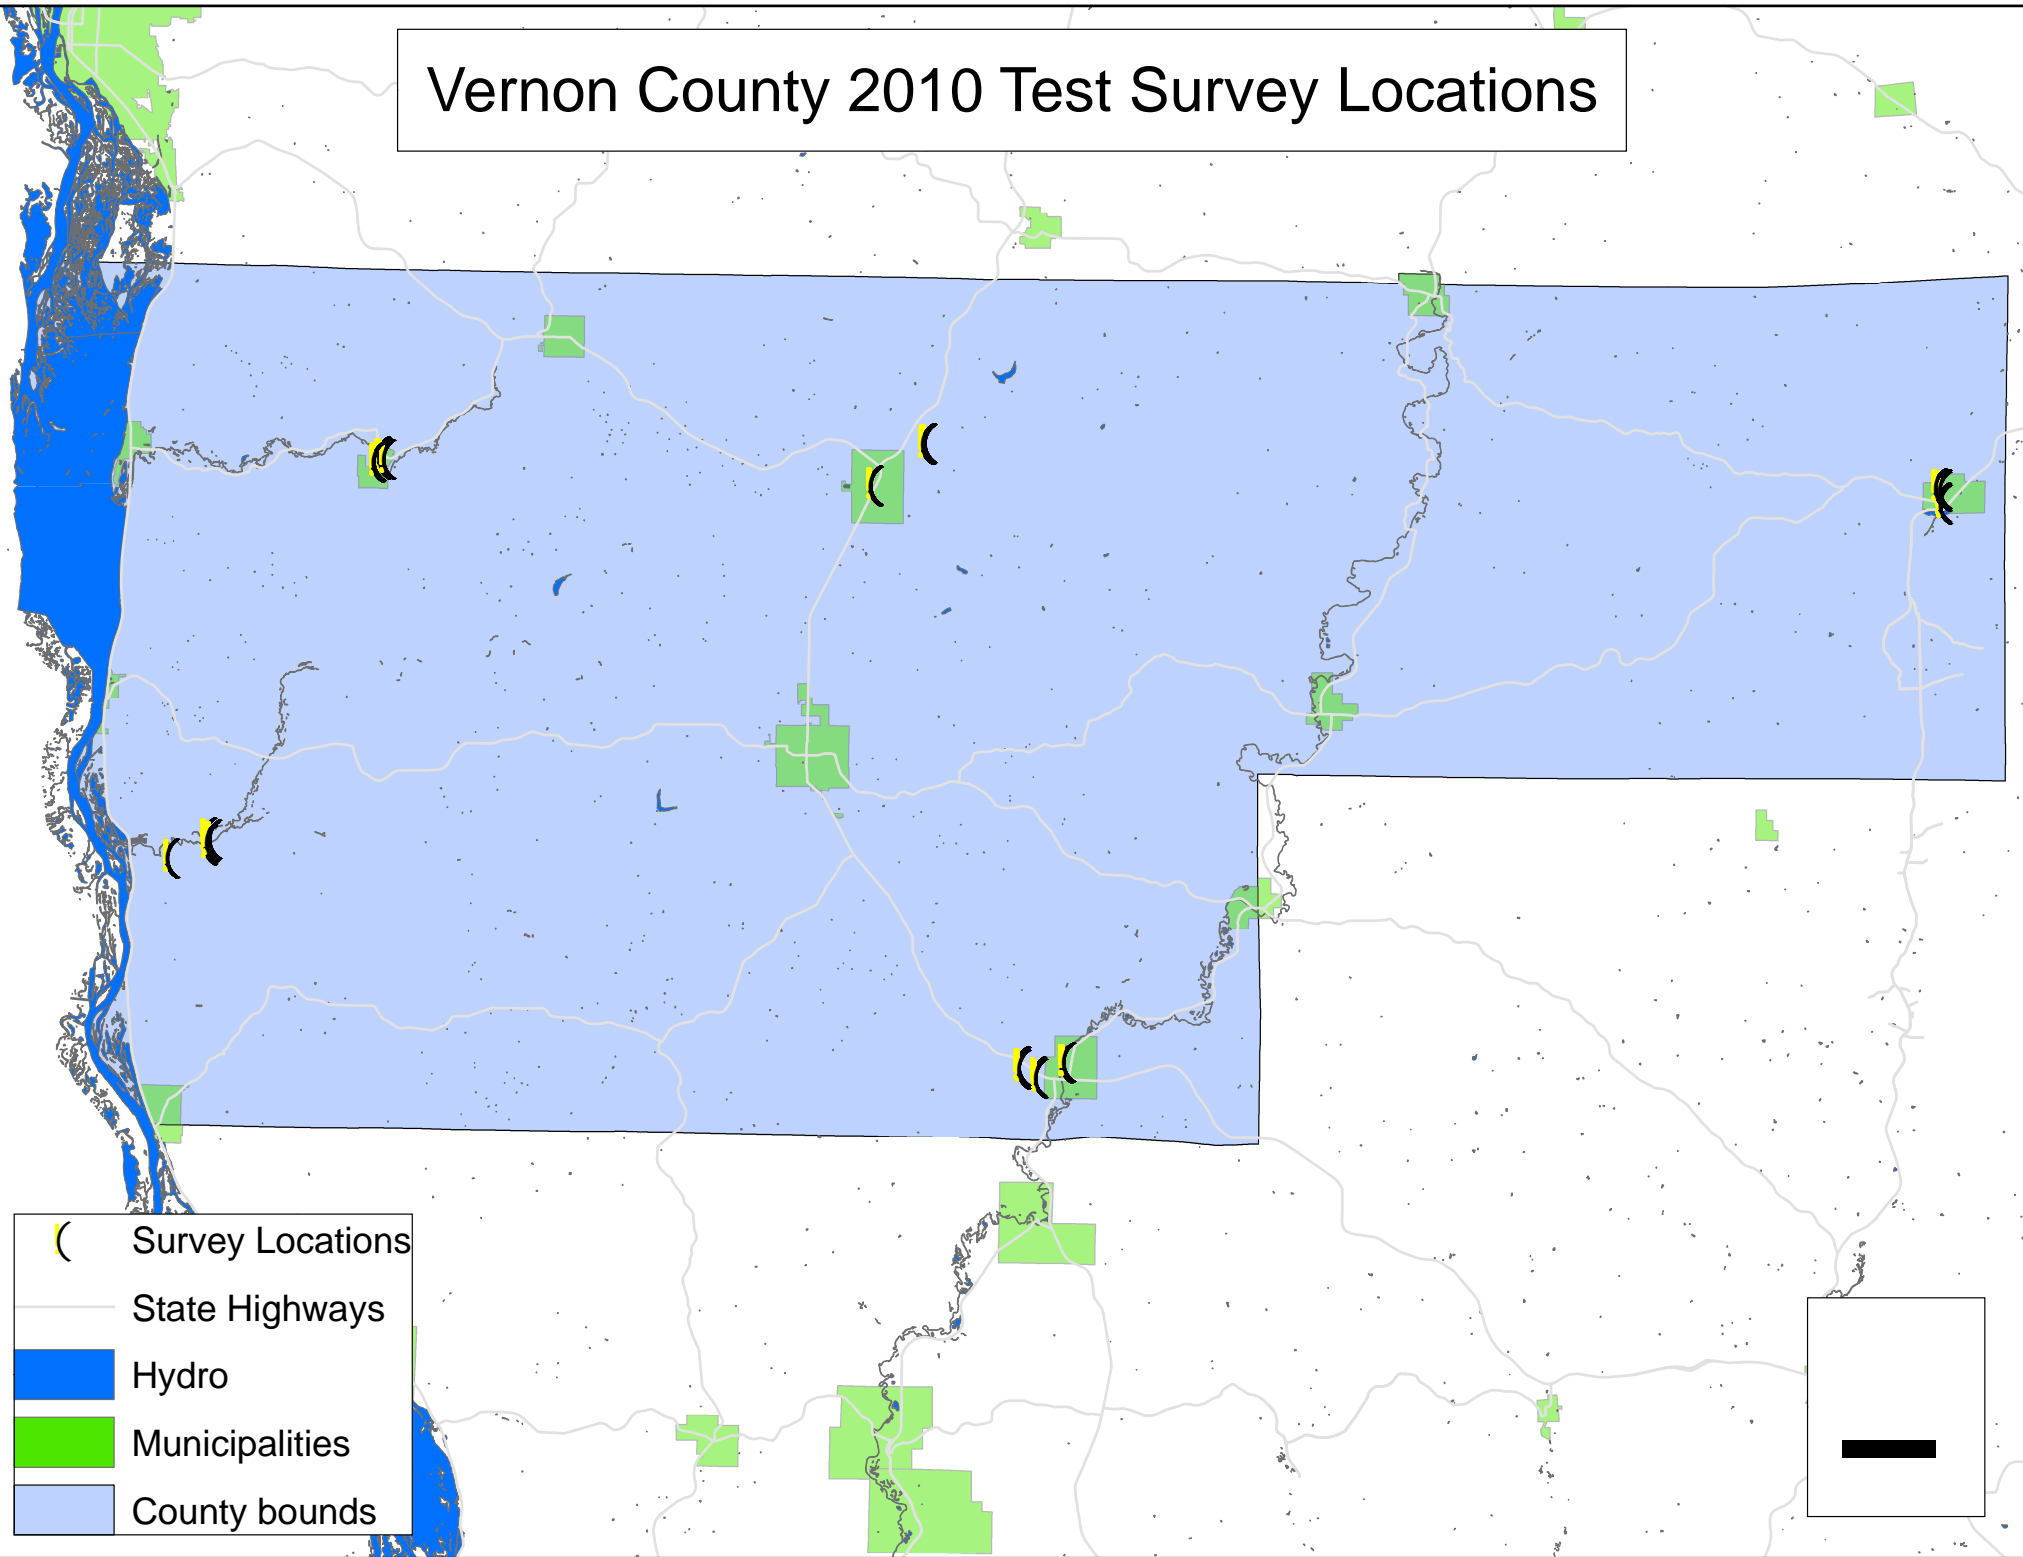 Vernon County 2010 Test Survey Locations
Survey Locations
State Highways
Hydro
Municipalities
County bounds